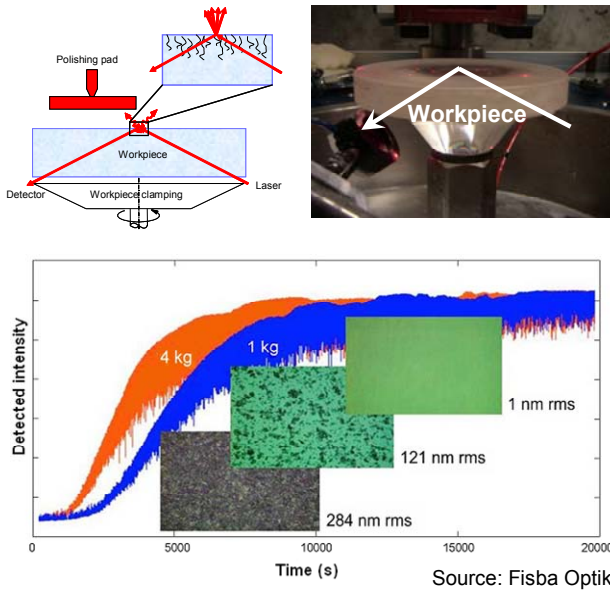 Polishing pad
Workpiece
Detector
Workpiece clamping
Laser
Workpiece
Detected intensity
4 kg
1 kg
1 nm rms
121 nm rms
284 nm rms
0
5000
10000
15000
20000
Time (s)
Source: Fisba Optik